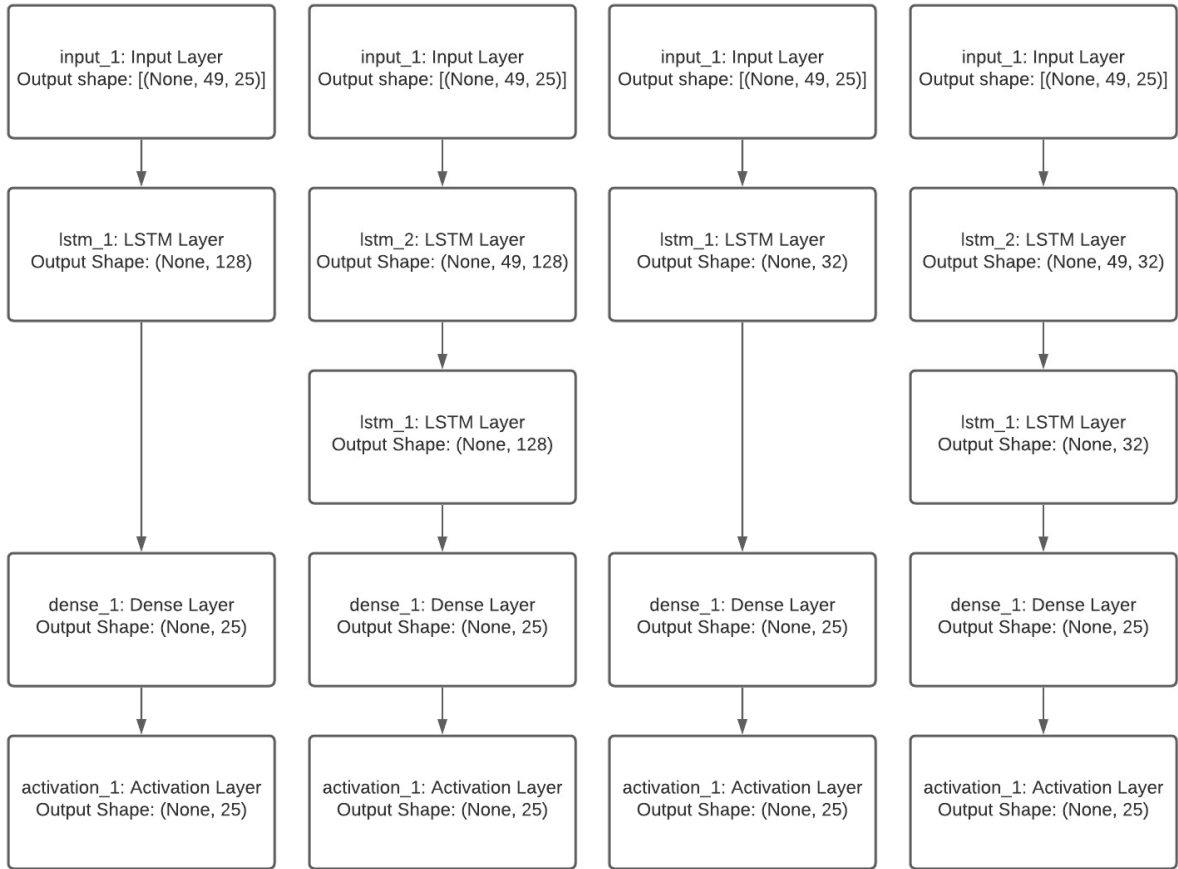 input_1: Input Layer
Output shape: [(None, 49, 25)]
input_1: Input Layer
Output shape: [(None, 49, 25)]
input_1: Input Layer
Output shape: [(None, 49, 25)]
input_1: Input Layer
Output shape: [(None, 49, 25)]
lstm_1: LSTM Layer
Output Shape: (None, 128)
lstm_2: LSTM Layer
Output Shape: (None, 49, 128)
lstm_1: LSTM Layer
Output Shape: (None, 32)
lstm_2: LSTM Layer
Output Shape: (None, 49, 32)
lstm_1: LSTM Layer
Output Shape: (None, 128)
lstm_1: LSTM Layer
Output Shape: (None, 32)
dense_1: Dense Layer
Output Shape: (None, 25)
dense_1: Dense Layer
Output Shape: (None, 25)
dense_1: Dense Layer
Output Shape: (None, 25)
dense_1: Dense Layer
Output Shape: (None, 25)
activation_1: Activation Layer
Output Shape: (None, 25)
activation_1: Activation Layer
Output Shape: (None, 25)
activation_1: Activation Layer
Output Shape: (None, 25)
activation_1: Activation Layer
Output Shape: (None, 25)